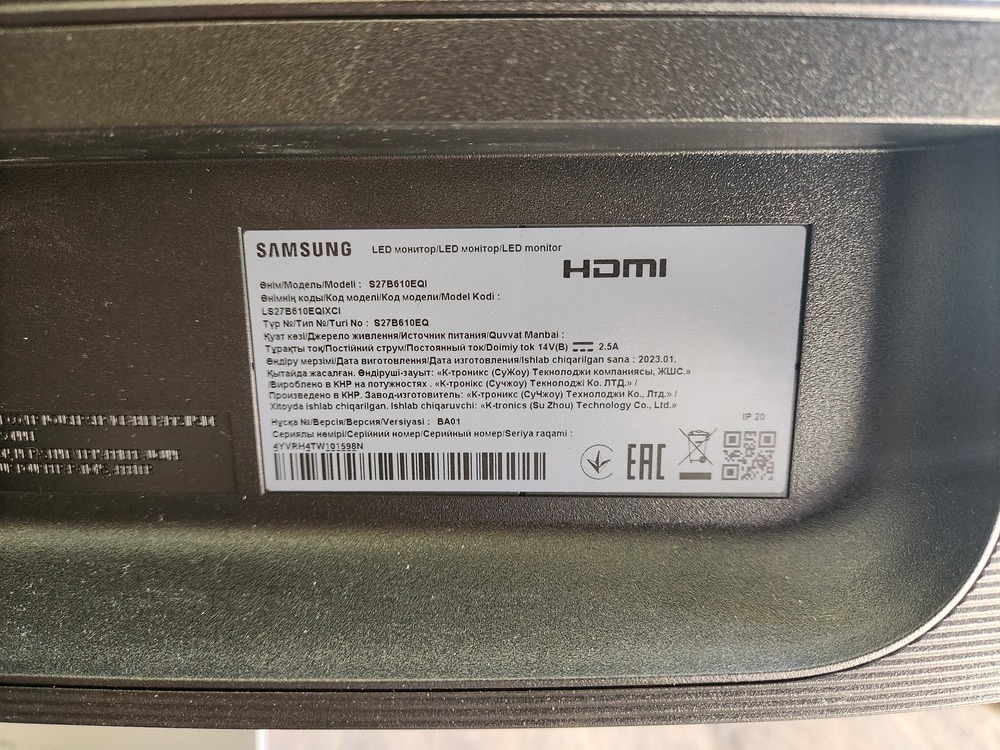 SAMSUNG LED монитор/LED монітор/LED monitor
HDMI
Өнім/Модель/Modeli : S27B610EQI
Өнімнің коды/Код моделі/Код модели/Model Kodi :
LS27B610EQIXCI
Түр №/Тип №/Turi No : S27B610EQ
Қуат көзі/Джерело живлення/Источник питания/Quvvat Manbai :
Тұрақты ток/Постійний струм/Постоянный ток/Doimiy tok 14V(B) 2.5A
Өндіру мерзімі/Дата виготовлення/Дата изготовления/Ishlab chiqarilgan sana : 2023.01.
Қытайда жасалған. Өндіруші-зауыт: «К-троникс (СуЖоу) Текнолоджи компаниясы, ЖШС.»
/Вироблено в КНР на потужностях . «К-тронікс (Сучжоу) Текнолоджі Ко. ЛТД.» /
Произведено в КНР. Завод-изготовитель: «К-троникс (СуЧжоу) Технолоджи Ко., Лтд.» /
Xitoyda ishlab chiqarilgan. Ishlab chiqaruvchi: «K-tronics (Su Zhou) Technology Co., Ltd.»
IP 20
Нұсқа №/Версія/Версия/Versiyasi : BA01
Сериялы нөмірі/Серійний номер/Серийный номер/Seriya raqami :
4YVRH4TW101598N
EAC